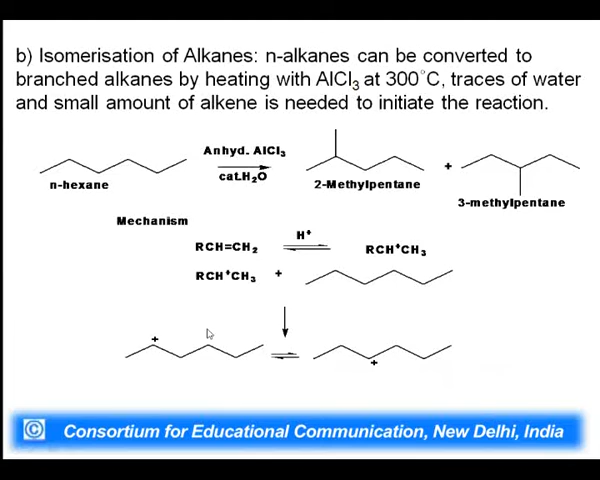 b) Isomerisation of Alkanes: n-alkanes can be converted to
branched alkanes by heating with AlCl₃ at 300°C, traces of water
and small amount of alkene is needed to initiate the reaction.
Anhyd. AlCl₃
cat.H₂O
n-hexane
2-Methylpentane
+
3-methylpentane
Mechanism
RCH=CH₂ H⁺ RCH⁺CH₃
RCH⁺CH₃ +
+
+
© Consortium for Educational Communication, New Delhi, India